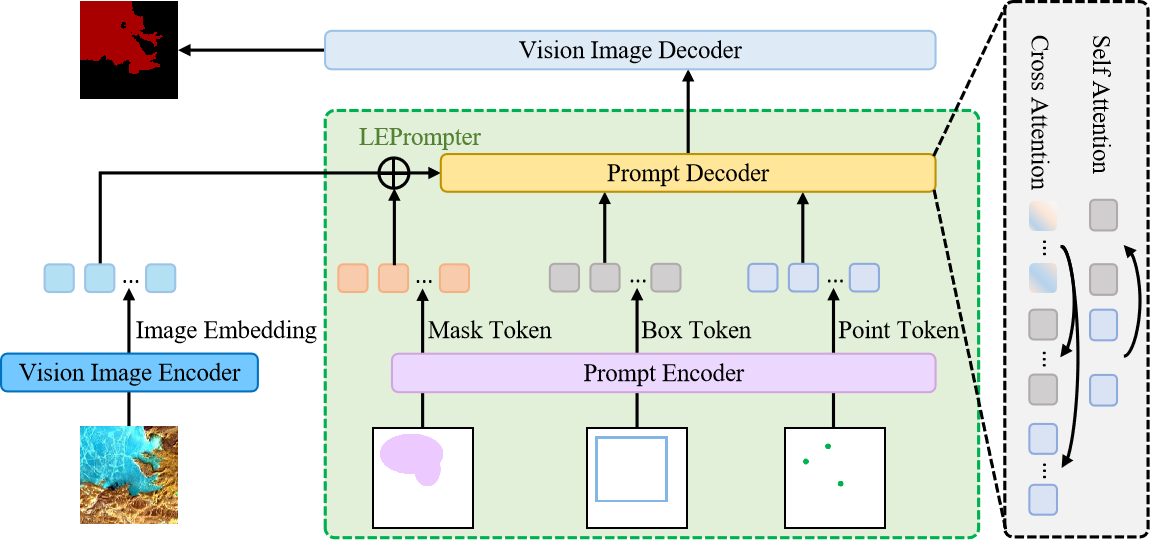 Vision Image Decoder
LEPrompter
Prompt Decoder
...
...
...
...
Image Embedding
Mask Token
Box Token
Point Token
Vision Image Encoder
Prompt Encoder
Cross Attention
Self Attention
...
...
...